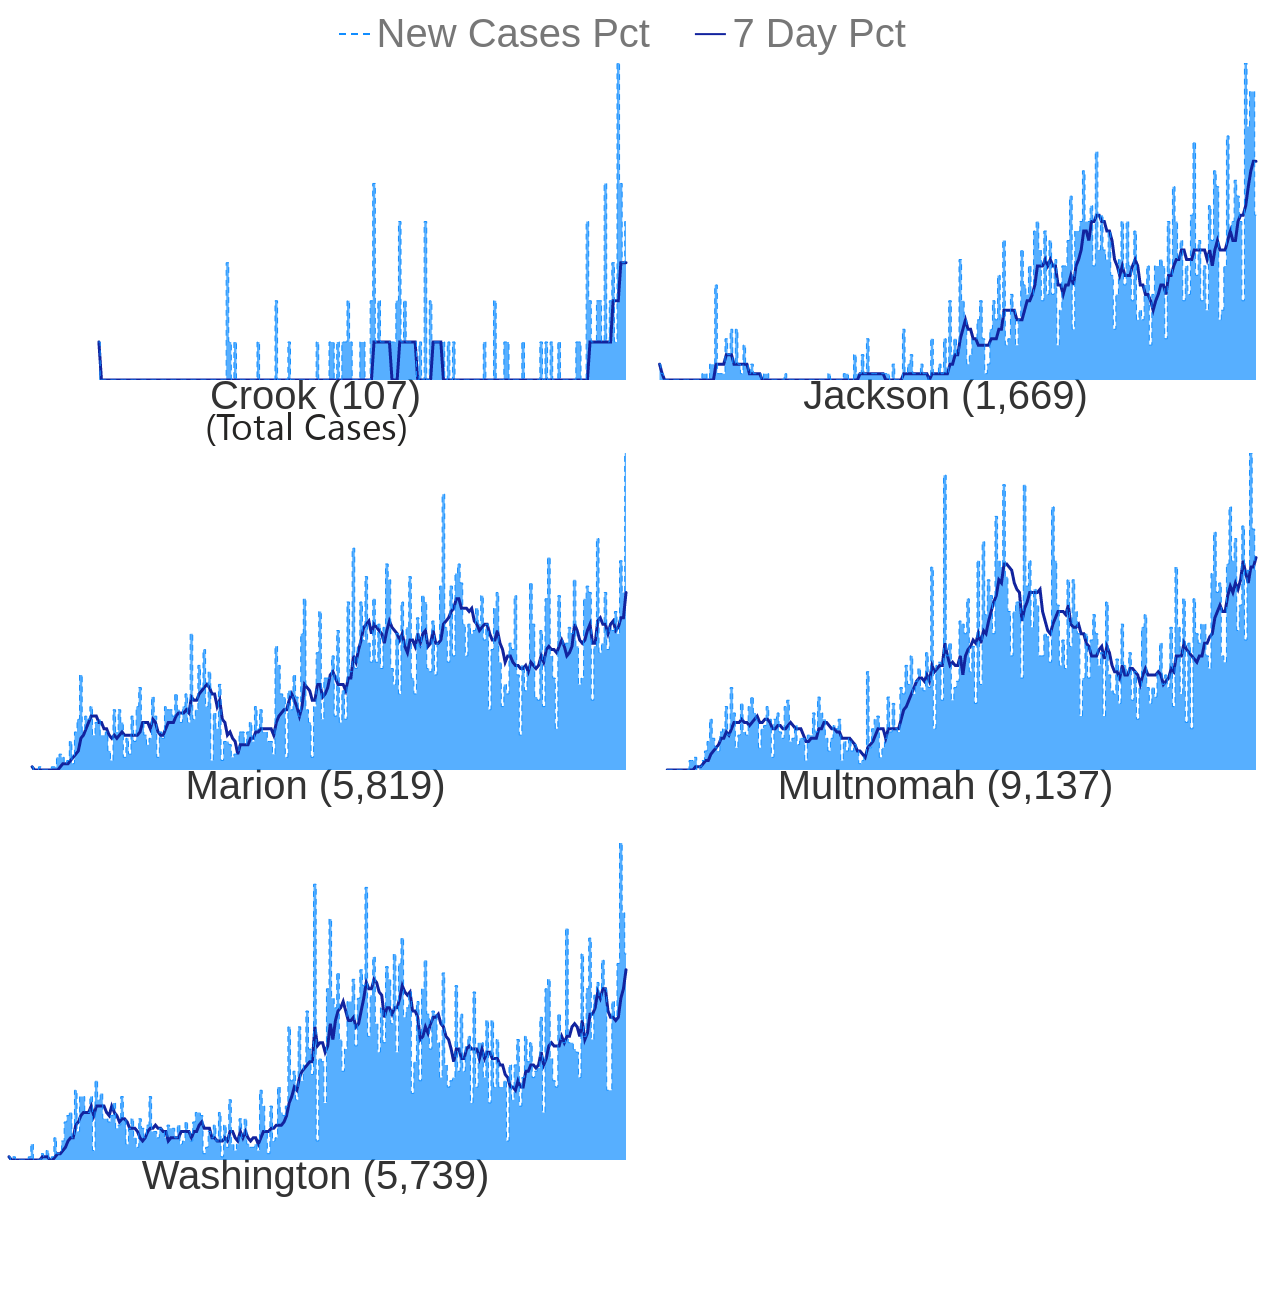 New Cases Pct 7 Day Pct
Crook (107) Jackson (1,669)
(Total Cases)
Marion (5,819) Multnomah (9,137)
Washington (5,739)